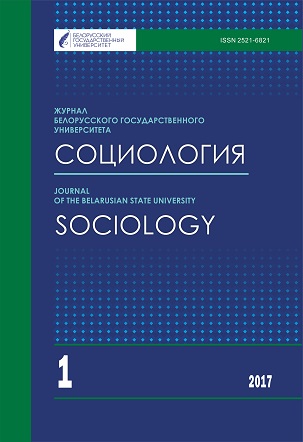 БЕЛОРУССКИЙ
ГОСУДАРСТВЕННЫЙ
УНИВЕРСИТЕТ
ISSN 2521-6821
ЖУРНАЛ
БЕЛОРУССКОГО ГОСУДАРСТВЕННОГО
УНИВЕРСИТЕТА
СОЦИОЛОГИЯ
JOURNAL
OF THE BELARUSIAN STATE UNIVERSITY
SOCIOLOGY
1
2017